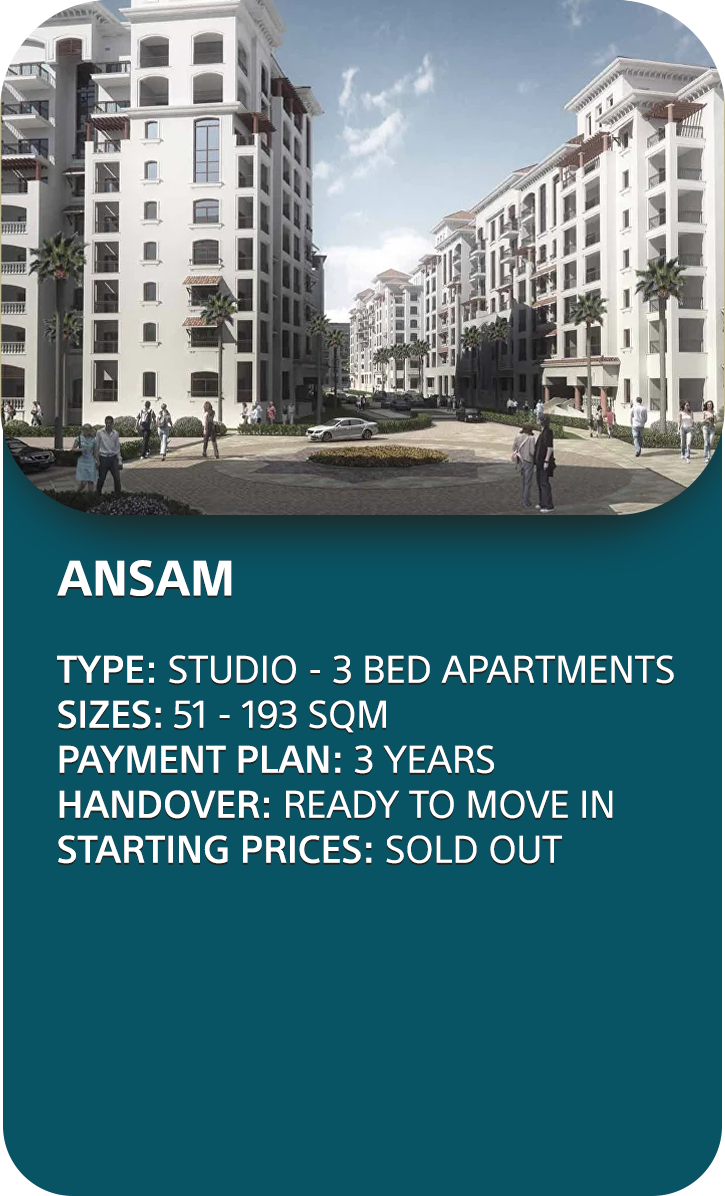 ANSAM
TYPE: STUDIO - 3 BED APARTMENTS
SIZES: 51 - 193 SQM
PAYMENT PLAN: 3 YEARS
HANDOVER: READY TO MOVE IN
STARTING PRICES: SOLD OUT